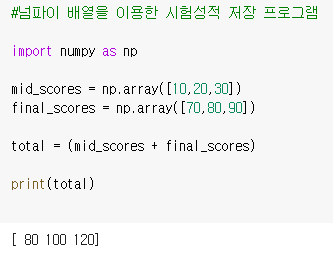 #넘파이 배열을 이용한 시험성적 저장 프로그램
import numpy as np
mid_scores = np.array([10,20,30])
final_scores = np.array([70,80,90])
total = (mid_scores + final_scores)
print(total)
[ 80 100 120]